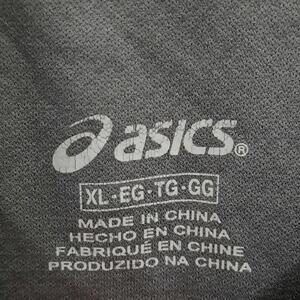 asics®
XL·EG·TG·GG
MADE IN CHINA
HECHO EN CHINA
FABRIQUÉ EN CHINE
PRODUZIDO NA CHINA